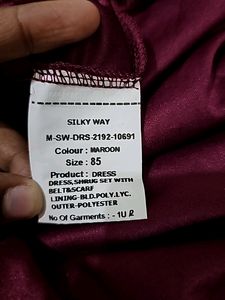 SILKY WAY
M-SW-DRS-2192-10691
Colour : MAROON
Size : 85
Product : DRESS
DRESS,SHRUG SET WITH
BELT&SCARF
LINING-BLD.POLY.LYC.
OUTER-POLYESTER
No Of Garments : -1U